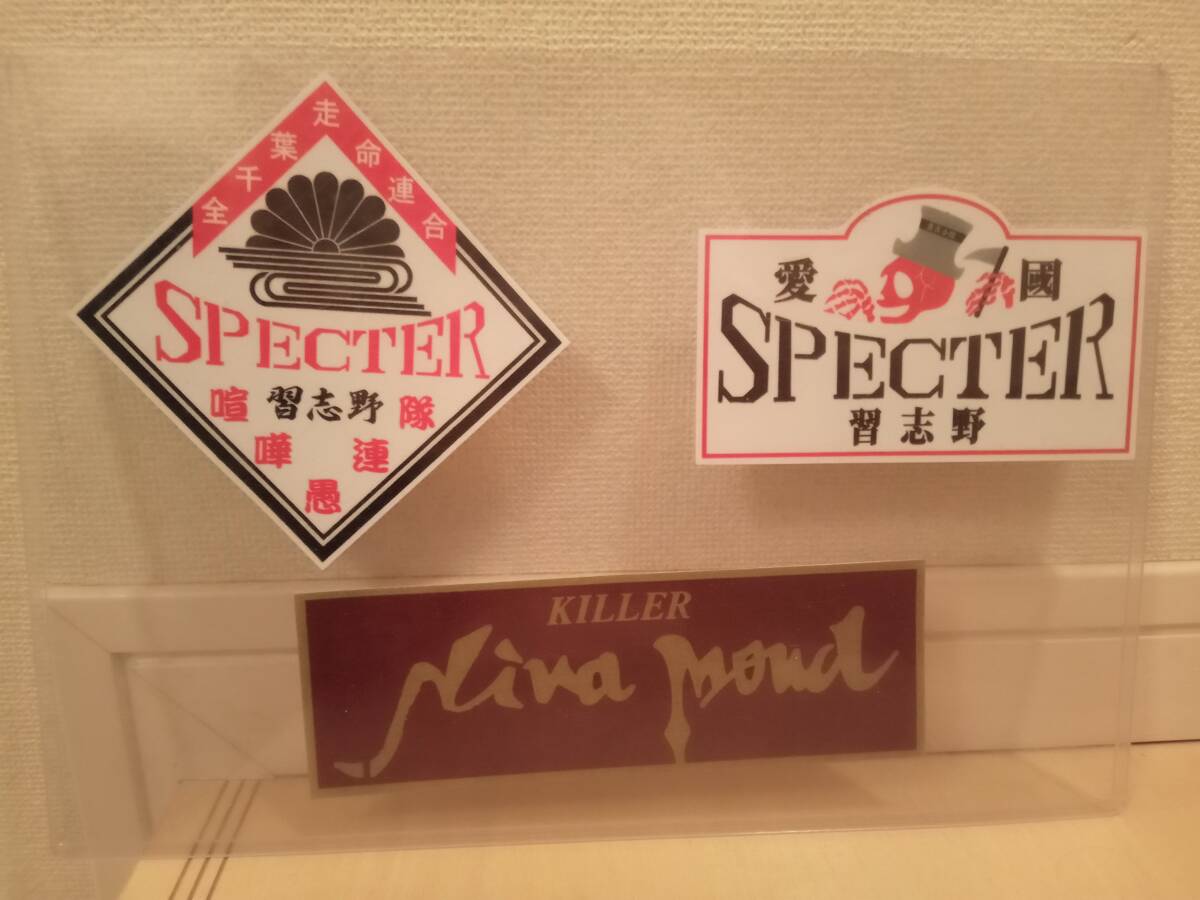 全千葉走命連合
SPECTER
喧 習志野 隊
嘩 連
愚
愛 國
SPECTER
習志野
KILLER
Nina Mond